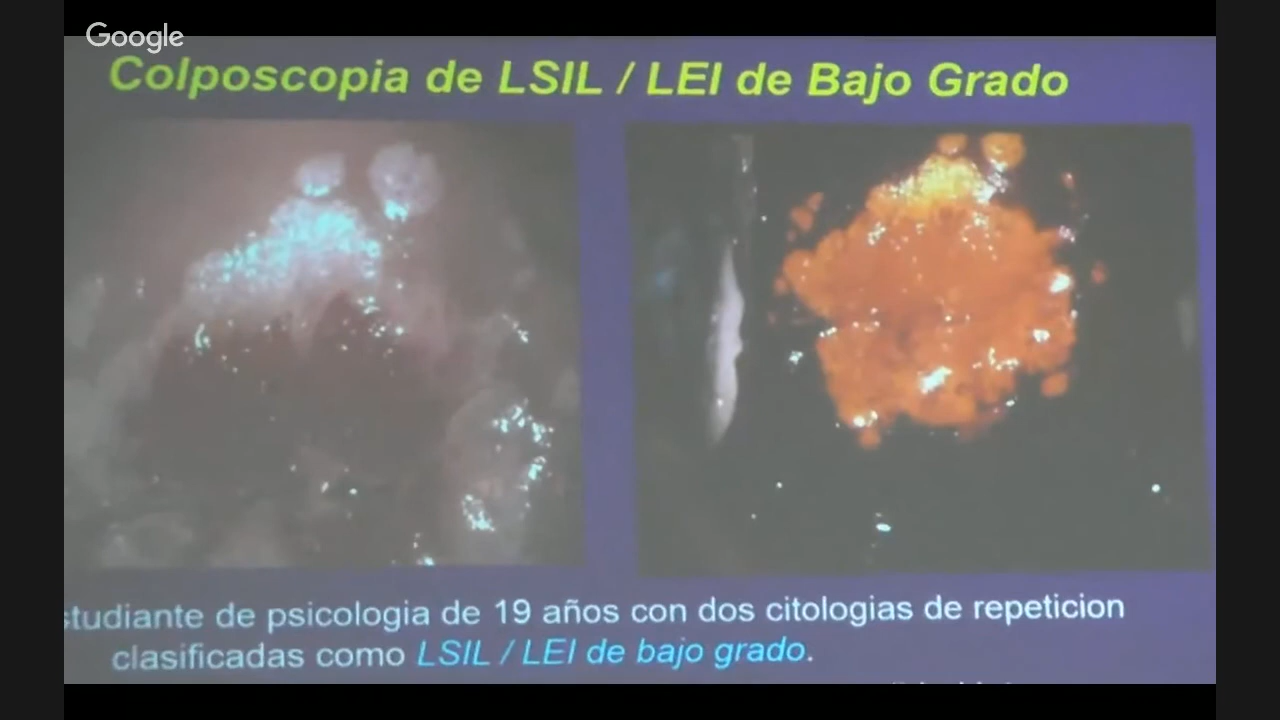 Google
Colposcopia de LSIL / LEI de Bajo Grado
studiante de psicologia de 19 años con dos citologias de repeticion
clasificadas como LSIL / LEI de bajo grado.